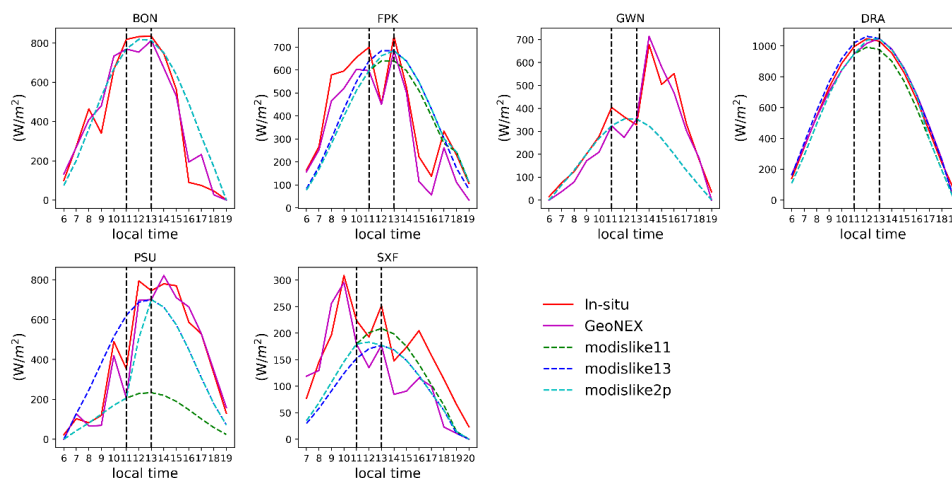 BON
(W/m²)
800
600
400
200
0
6 7 8 9 10 11 12 13 14 15 16 17 18 19
local time
FPK
(W/m²)
700
600
500
400
300
200
100
0
7 8 9 10 11 12 13 14 15 16 17 18 19
local time
GWN
(W/m²)
700
600
500
400
300
200
100
0
6 7 8 9 10 11 12 13 14 15 16 17 18 19
local time
DRA
(W/m²)
1000
800
600
400
200
0
6 7 8 9 10 11 12 13 14 15 16 17 18 19
local time
PSU
(W/m²)
800
600
400
200
0
6 7 8 9 10 11 12 13 14 15 16 17 18 19
local time
SXF
(W/m²)
300
250
200
150
100
50
0
7 8 9 10 11 12 13 14 15 16 17 18 19 20
local time
In-situ
GeoNEX
modislike11
modislike13
modislike2p